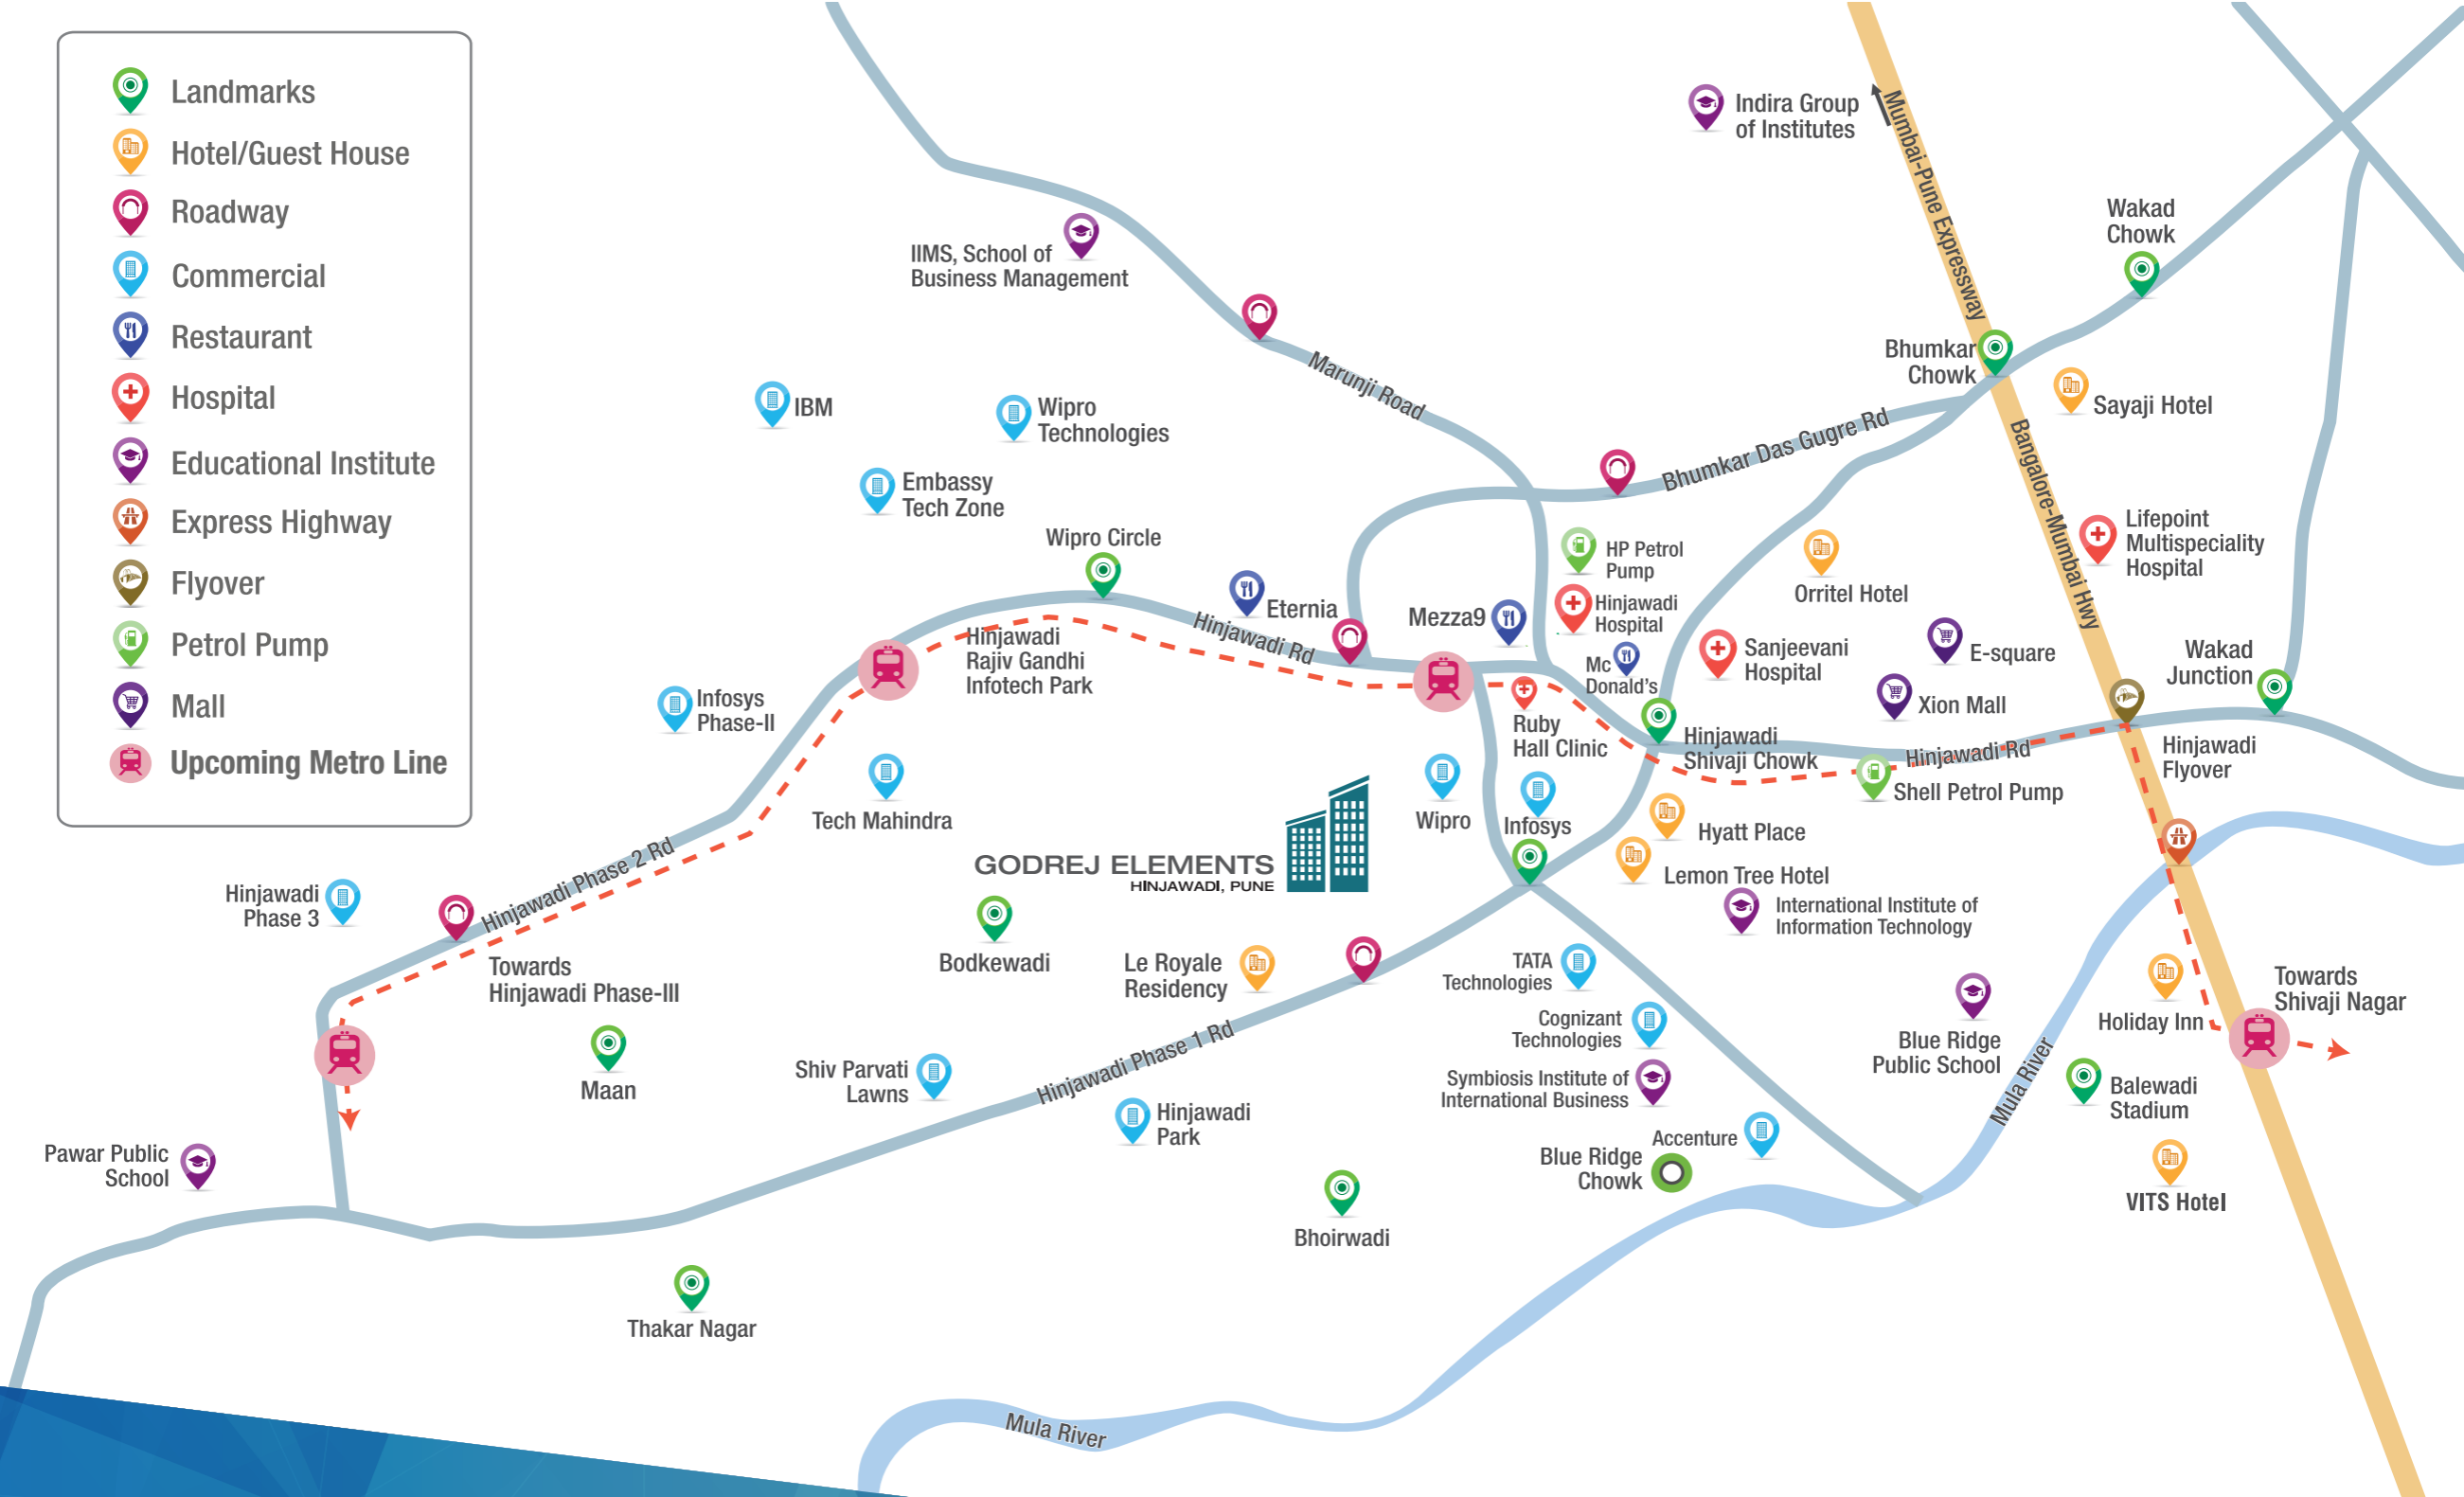 Landmarks
Hotel/Guest House
Roadway
Commercial
Restaurant
Hospital
Educational Institute
Express Highway
Flyover
Petrol Pump
Mall
Upcoming Metro Line
Indira Group
of Institutes
Mumbai-Pune Expressway
Wakad
Chowk
IIMS, School of
Business Management
Marunji Road
Bhumkar
Chowk
Sayaji Hotel
IBM
Wipro
Technologies
Bhumkar Das Gugre Rd
Bangalore-Mumbai Hwy
Embassy
Tech Zone
Wipro Circle
HP Petrol
Pump
Lifepoint
Multispeciality
Hospital
Orritel Hotel
Eternia
Hinjawadi Rd
Mezza9
Hinjawadi
Hospital
Hinjawadi
Rajiv Gandhi
Infotech Park
Mc
Donald's
Sanjeevani
Hospital
E-square
Wakad
Junction
Infosys
Phase-II
Xion Mall
Ruby
Hall Clinic
Hinjawadi
Shivaji Chowk
Hinjawadi Rd
Hinjawadi
Flyover
Shell Petrol Pump
Tech Mahindra
Wipro
Infosys
Hyatt Place
GODREJ ELEMENTS
HINJAWADI, PUNE
Lemon Tree Hotel
Hinjawadi Phase 2 Rd
Hinjawadi
Phase 3
International Institute of
Information Technology
Towards
Hinjawadi Phase-III
Bodkewadi
Le Royale
Residency
TATA
Technologies
Towards
Shivaji Nagar
Holiday Inn
Cognizant
Technologies
Blue Ridge
Public School
Hinjawadi Phase 1 Rd
Maan
Shiv Parvati
Lawns
Symbiosis Institute of
International Business
Mula River
Balewadi
Stadium
Hinjawadi
Park
Accenture
Pawar Public
School
Blue Ridge
Chowk
VITS Hotel
Bhoirwadi
Thakar Nagar
Mula River